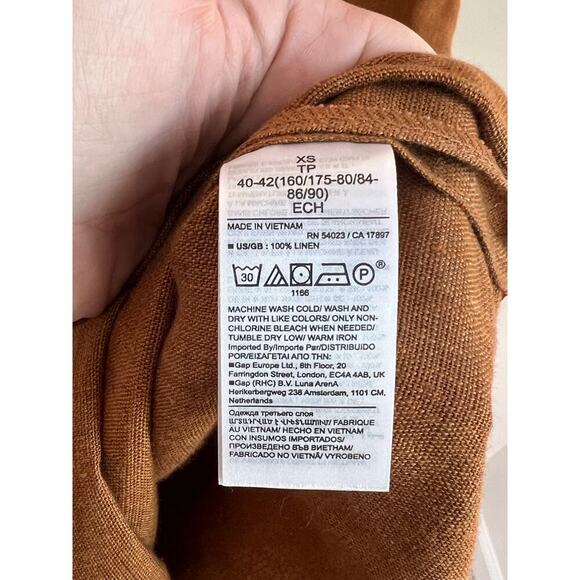 XS
TP
40-42(160/175-80/84-
86/90)
ECH
MADE IN VIETNAM
RN 54023 / CA 17897
■ US/GB : 100% LINEN
30
P®
1166
MACHINE WASH COLD/ WASH AND
DRY WITH LIKE COLORS/ ONLY NON-
CHLORINE BLEACH WHEN NEEDED/
TUMBLE DRY LOW/ WARM IRON
Imported By/Importe Par/DISTRIBUIDO
POR/ΕΙΣΑΓΕΤΑΙ ΑΠΟ ΤΗΝ:
■Gap Europe Ltd., 8th Floor, 20
Farringdon Street, London, EC4A 4AB, UK
■Gap (RHC) B.V. Luna ArenA
Herikerbergweg 238 Amsterdam, 1101 CM,
Netherlands
Одежда третьего слоя
FABRIQUE
AU VIETNAM/ HECHO EN VIETNAM
CON INSUMOS IMPORTADOS/
ПРОИЗВЕДЕНО ВЪВ ВИЕТНАМ/
FABRICADO NO VIETNÃ/ VYROBENO